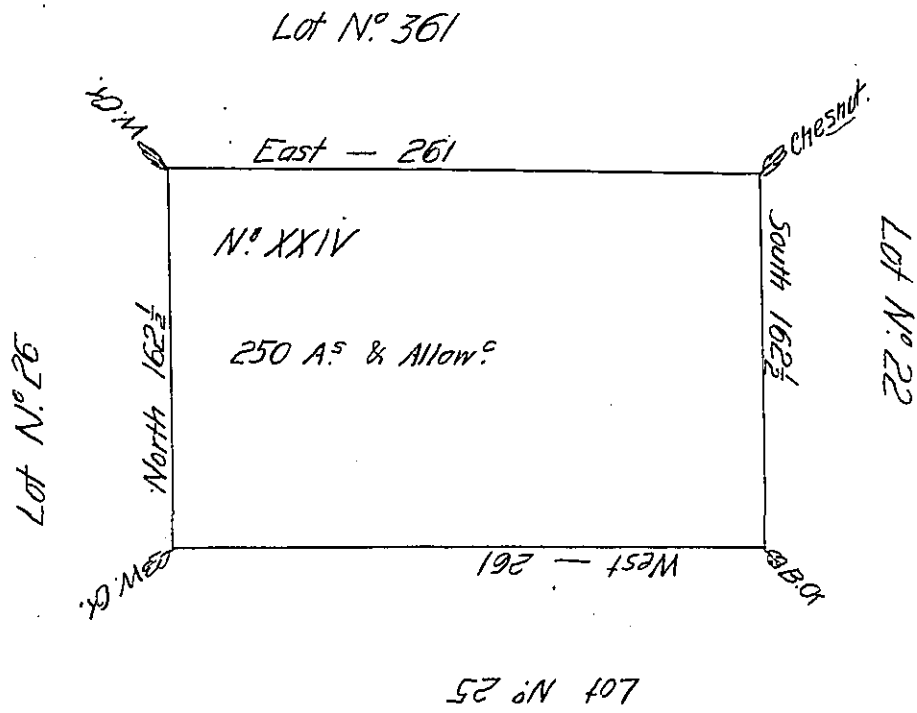 Lot Nº 361
W.O.
Chesnut.
East — 261
Nº XXIV
South 162½
Lot Nº 22
North 162½
250 Aˢ & Allowᶜ
Lot Nº 26
West — 261
W.O.
B.O
Lot Nº 25